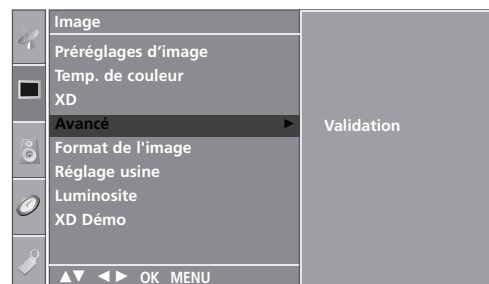 Image
Préréglages d’image
Temp. de couleur
XD
Avancé ►
Validation
Format de l'image
Réglage usine
Luminosite
XD Démo
▲▼ ◄► OK MENU